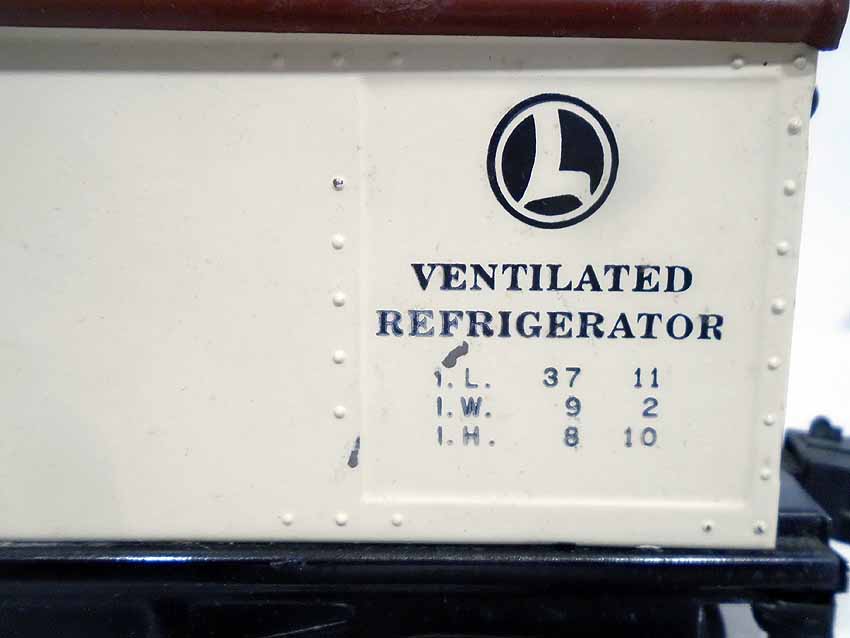 L
VENTILATED
REFRIGERATOR
I. L. 37 11
I. W. 9 2
I. H. 8 10